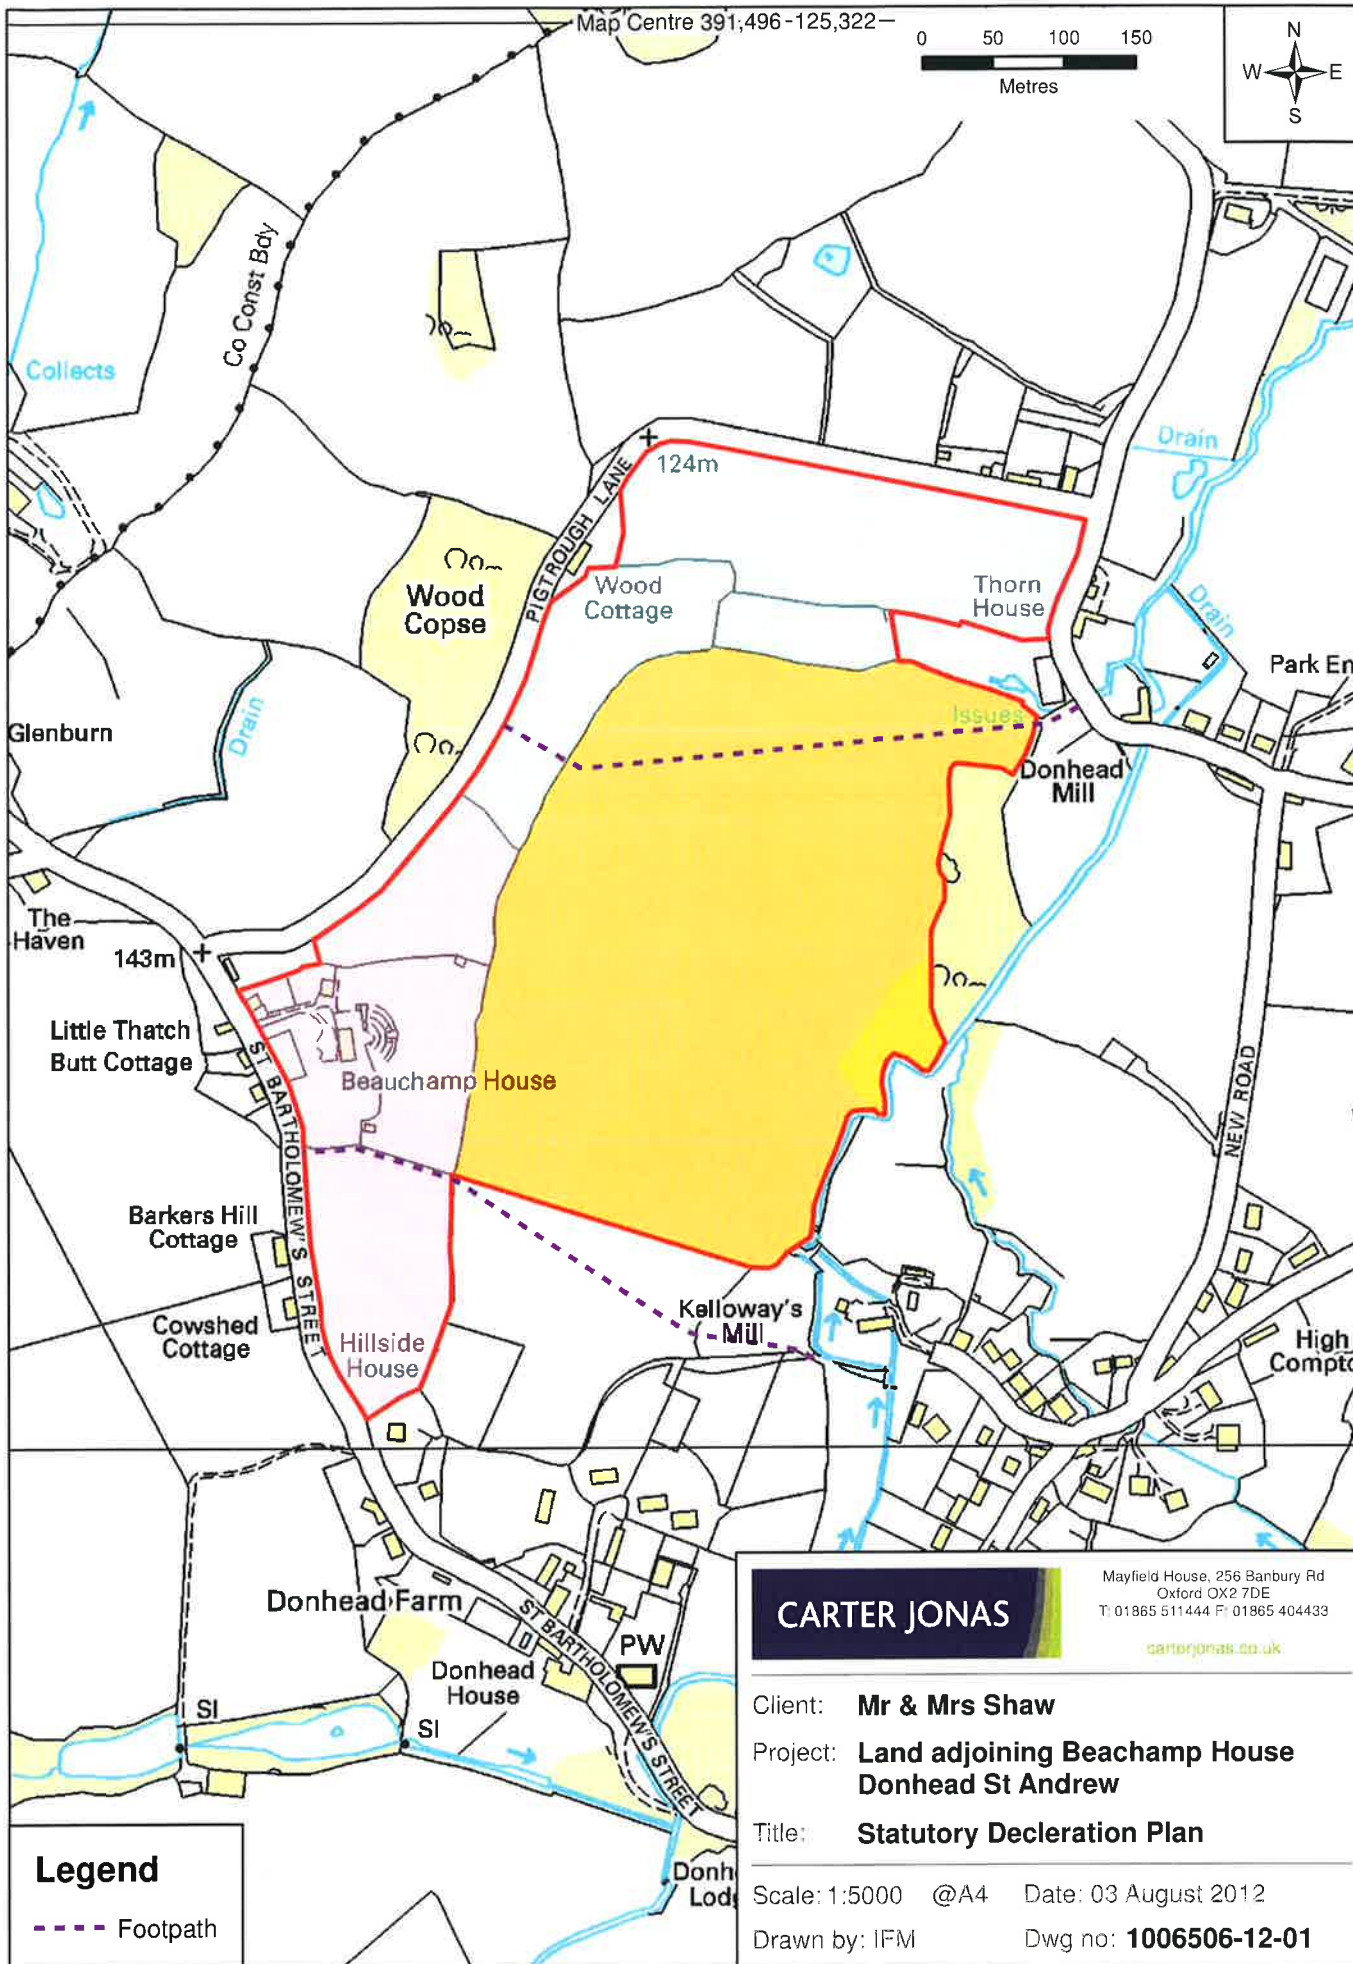 Map Centre 391,496-125,322
0 50 100 150
Metres
N
W E
S
Co Const Bdy
Collects
Drain
124m
PIGTROUGH LANE
Wood
Copse
Wood
Cottage
Thorn
House
Drain
Park En
Issues
Glenburn
Drain
Donhead
Mill
The
Haven
143m
Little Thatch
Butt Cottage
ST BARTHOLOMEW'S STREET
Beauchamp House
NEW ROAD
Barkers Hill
Cottage
Cowshed
Cottage
Hillside
House
Kelloway's
Mill
High
Compto
Donhead Farm
ST BARTHOLOMEW'S STREET
PW
Donhead
House
SI
SI
Donh
Lod
CARTER JONAS
Mayfield House, 256 Banbury Rd
Oxford OX2 7DE
T: 01865 511444 F: 01865 404433
carterjonas.co.uk
Client: Mr & Mrs Shaw
Project: Land adjoining Beachamp House
Donhead St Andrew
Title: Statutory Decleration Plan
Scale: 1:5000 @A4 Date: 03 August 2012
Drawn by: IFM Dwg no: 1006506-12-01
Legend
Footpath